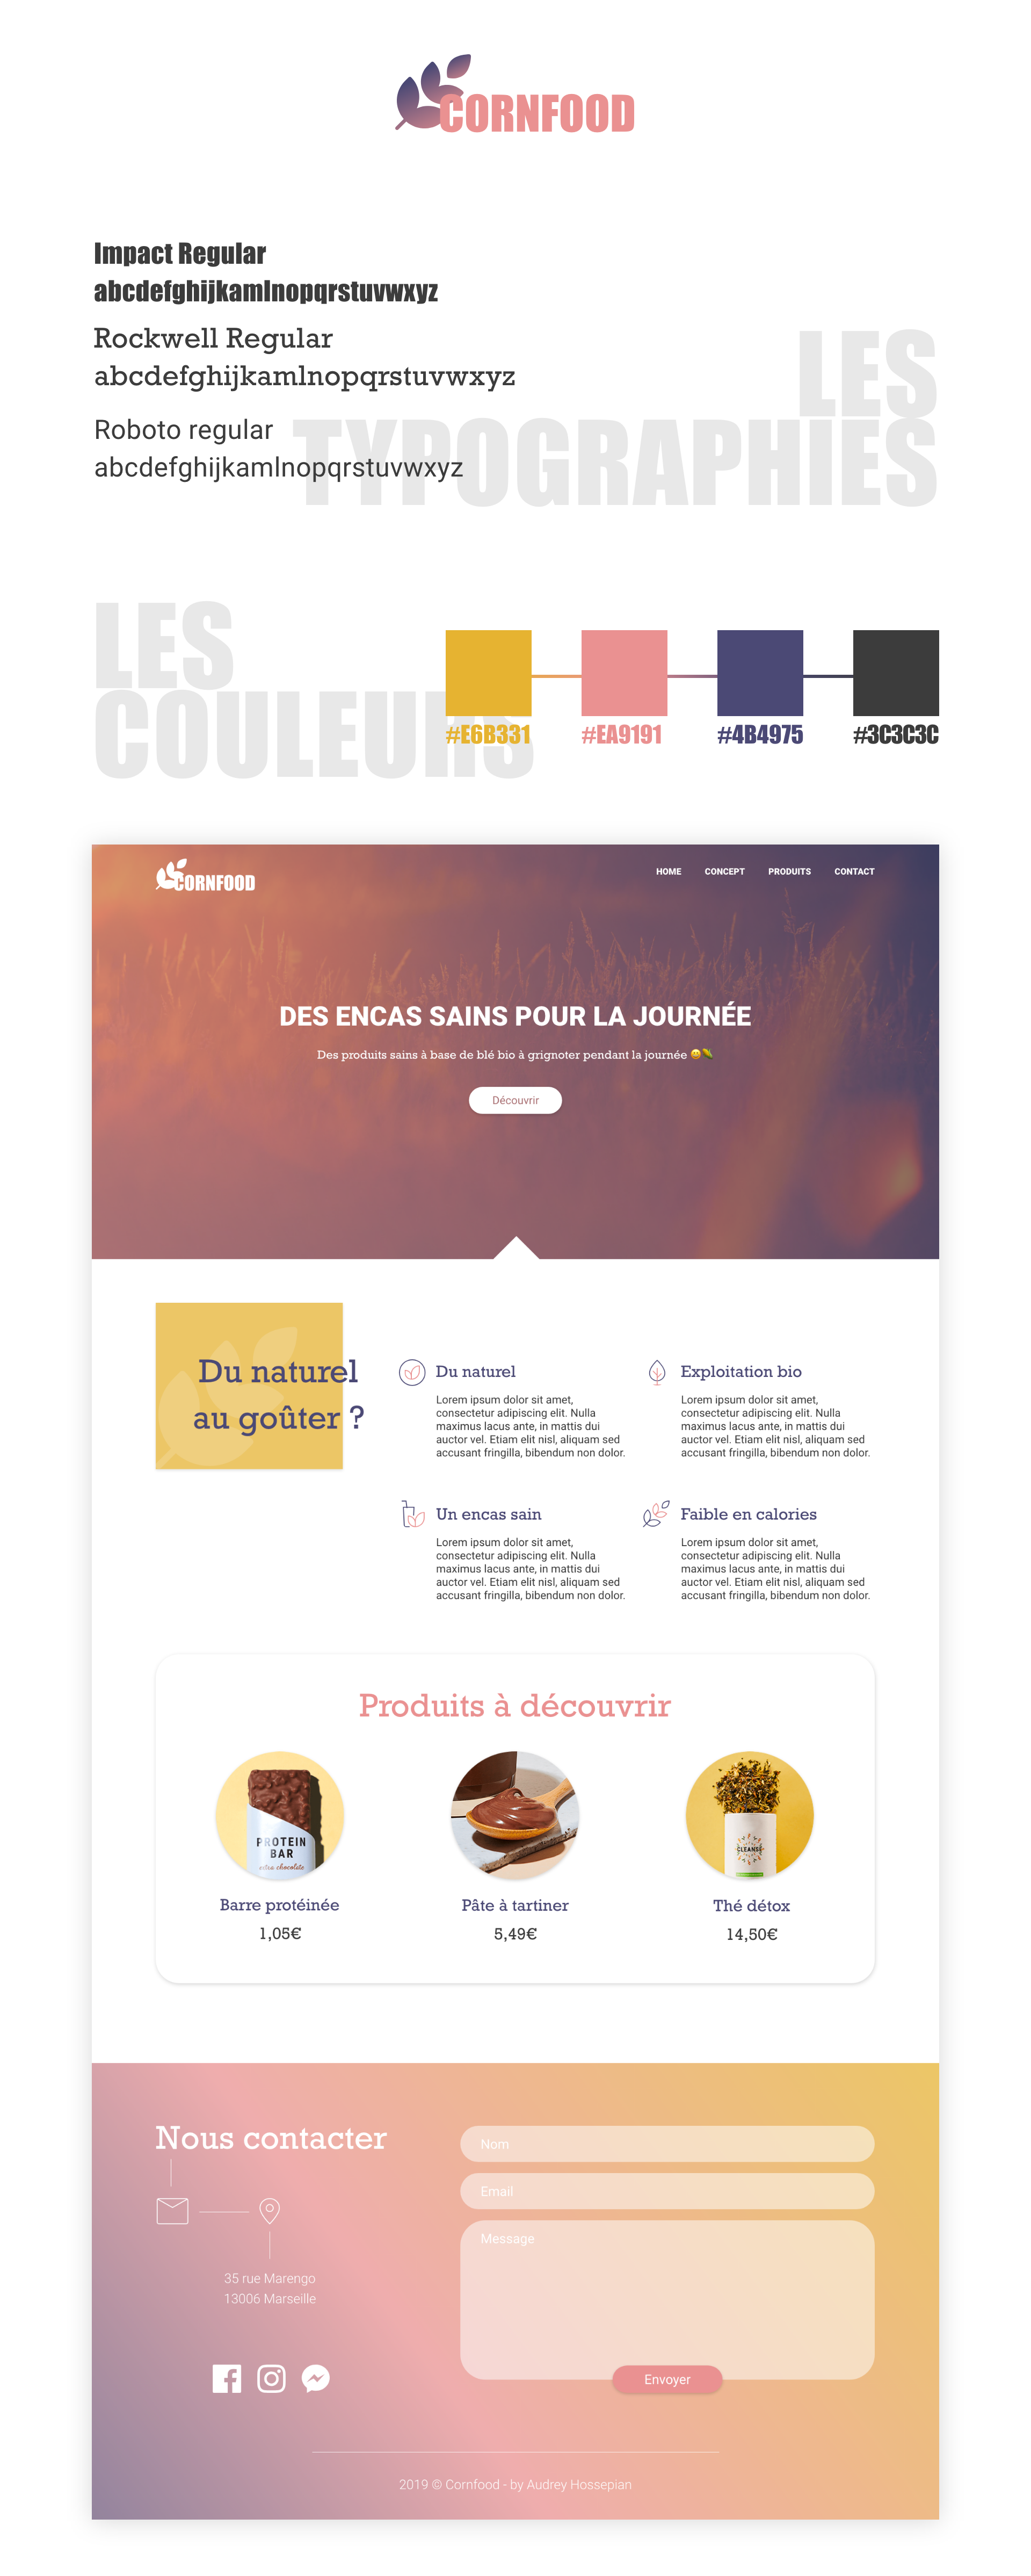 CORNFOOD
Impact Regular
abcdefghijkamlnopqrstuvwxyz
Rockwell Regular
abcdefghijkamlnopqrstuvwxyz
Roboto regular
abcdefghijkamlnopqrstuvwxyz
LES
TYPOGRAPHIES
LES
COULEURS
#E6B331
#EA9191
#4B4975
#3C3C3C
CORNFOOD
HOME
CONCEPT
PRODUITS
CONTACT
DES ENCAS SAINS POUR LA JOURNÉE
Des produits sains à base de blé bio à grignoter pendant la journée 😀🌽
Découvrir
Du naturel
au goûter ?
Du naturel
Lorem ipsum dolor sit amet,
consectetur adipiscing elit. Nulla
maximus lacus ante, in mattis dui
auctor vel. Etiam elit nisl, aliquam sed
accusant fringilla, bibendum non dolor.
Exploitation bio
Lorem ipsum dolor sit amet,
consectetur adipiscing elit. Nulla
maximus lacus ante, in mattis dui
auctor vel. Etiam elit nisl, aliquam sed
accusant fringilla, bibendum non dolor.
Un encas sain
Lorem ipsum dolor sit amet,
consectetur adipiscing elit. Nulla
maximus lacus ante, in mattis dui
auctor vel. Etiam elit nisl, aliquam sed
accusant fringilla, bibendum non dolor.
Faible en calories
Lorem ipsum dolor sit amet,
consectetur adipiscing elit. Nulla
maximus lacus ante, in mattis dui
auctor vel. Etiam elit nisl, aliquam sed
accusant fringilla, bibendum non dolor.
Produits à découvrir
PROTEIN
BAR
extra chocolate
Barre protéinée
1,05€
Pâte à tartiner
5,49€
CLEANSE
Thé détox
14,50€
Nous contacter
35 rue Marengo
13006 Marseille
Nom
Email
Message
Envoyer
2019 © Cornfood - by Audrey Hossepian